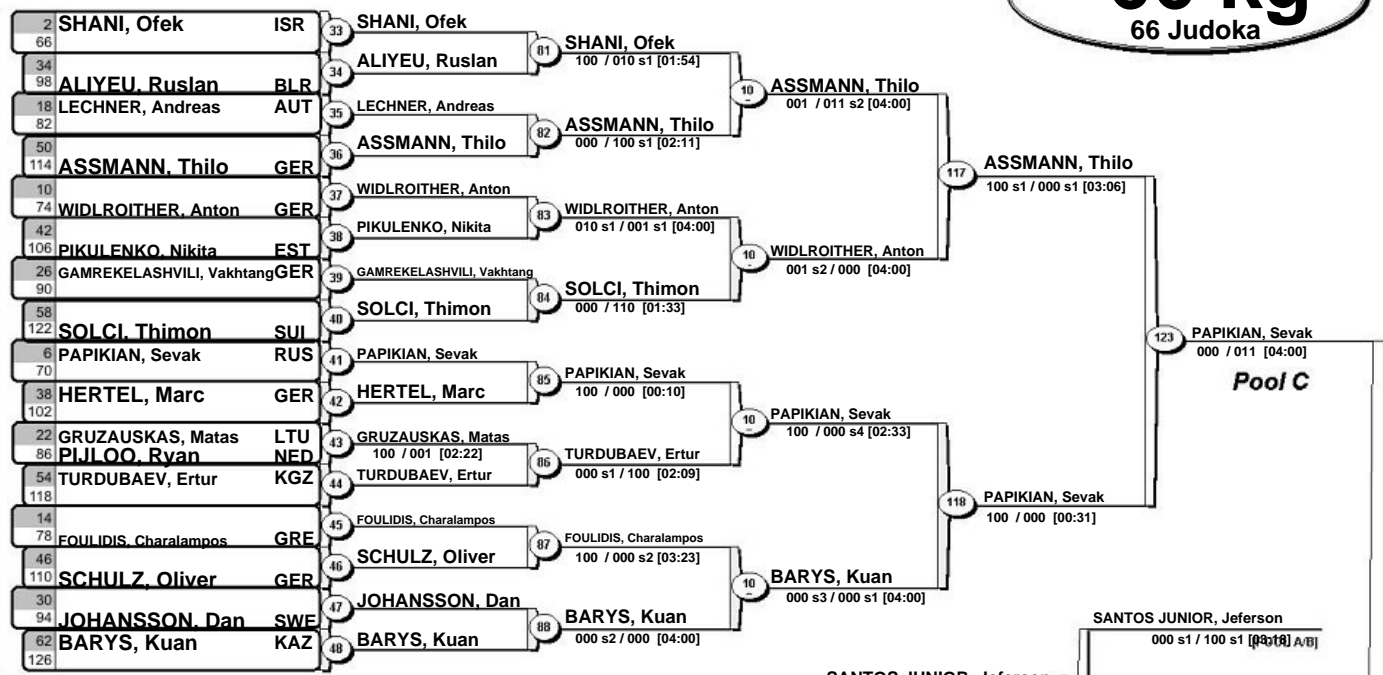 66 Judoka
2 SHANI, Ofek ISR
66
34
98 ALIYEU, Ruslan BLR
18 LECHNER, Andreas AUT
82
50
114 ASSMANN, Thilo GER
10
74 WIDLROITHER, Anton GER
42
106 PIKULENKO, Nikita EST
26 GAMREKELASHVILI, Vakhtang GER
90
58
122 SOLCI, Thimon SUI
6 PAPIKIAN, Sevak RUS
70
38 HERTEL, Marc GER
102
22 GRUZAUSKAS, Matas LTU
86 PIJLOO, Ryan NED
54 TURDUBAEV, Ertur KGZ
118
14
78 FOULIDIS, Charalampos GRE
46
110 SCHULZ, Oliver GER
30
94 JOHANSSON, Dan SWE
62 BARYS, Kuan KAZ
126
33 SHANI, Ofek
34 ALIYEU, Ruslan
35 LECHNER, Andreas
36 ASSMANN, Thilo
37 WIDLROITHER, Anton
38 PIKULENKO, Nikita
39 GAMREKELASHVILI, Vakhtang
40 SOLCI, Thimon
41 PAPIKIAN, Sevak
42 HERTEL, Marc
43 GRUZAUSKAS, Matas
100 / 001 [02:22]
44 TURDUBAEV, Ertur
45 FOULIDIS, Charalampos
46 SCHULZ, Oliver
47 JOHANSSON, Dan
48 BARYS, Kuan
81 SHANI, Ofek
100 / 010 s1 [01:54]
82 ASSMANN, Thilo
000 / 100 s1 [02:11]
83 WIDLROITHER, Anton
010 s1 / 001 s1 [04:00]
84 SOLCI, Thimon
000 / 110 [01:33]
85 PAPIKIAN, Sevak
100 / 000 [00:10]
86 TURDUBAEV, Ertur
000 s1 / 100 [02:09]
87 FOULIDIS, Charalampos
100 / 000 s2 [03:23]
88 BARYS, Kuan
000 s2 / 000 [04:00]
10 ASSMANN, Thilo
001 / 011 s2 [04:00]
10 WIDLROITHER, Anton
001 s2 / 000 [04:00]
10 PAPIKIAN, Sevak
100 / 000 s4 [02:33]
10 BARYS, Kuan
000 s3 / 000 s1 [04:00]
117 ASSMANN, Thilo
100 s1 / 000 s1 [03:06]
118 PAPIKIAN, Sevak
100 / 000 [00:31]
123 PAPIKIAN, Sevak
000 / 011 [04:00]
Pool C
SANTOS JUNIOR, Jeferson
000 s1 / 100 s1
SANTOS JUNIOR, Jeferson